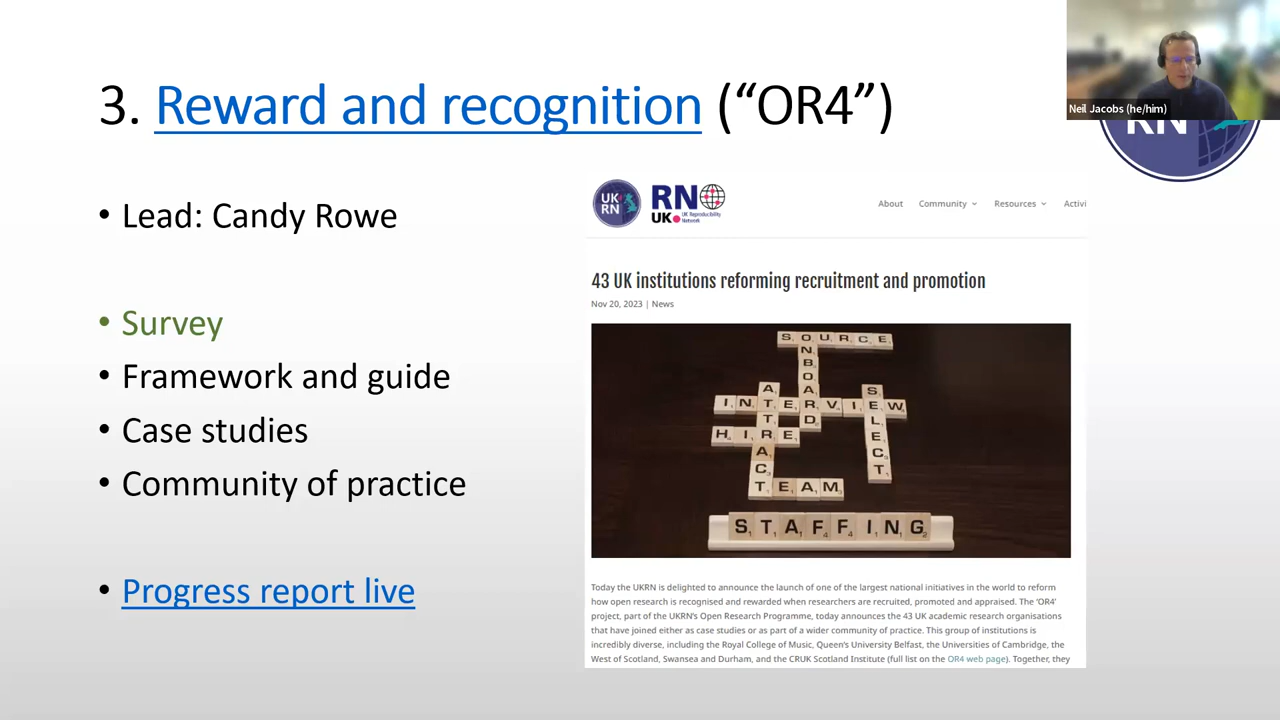 3. Reward and recognition (“OR4”)
Neil Jacobs (he/him)
RN
• Lead: Candy Rowe
• Survey
• Framework and guide
• Case studies
• Community of practice
• Progress report live
UK
RN
RN
UK
UK Reproducibility
Network
About
Community
Resources
Activi
43 UK institutions reforming recruitment and promotion
Nov 20, 2023 | News
SOURCE
ONBOARD
ATTRACT
INTERVIEW
SELECT
HIRE
TEAM
STAFFING
Today the UKRN is delighted to announce the launch of one of the largest national initiatives in the world to reform
how open research is recognised and rewarded when researchers are recruited, promoted and appraised. The ‘OR4’
project, part of the UKRN’s Open Research Programme, today announces the 43 UK academic research organisations
that have joined either as case studies or as part of a wider community of practice. This group of institutions is
incredibly diverse, including the Royal College of Music, Queen’s University Belfast, the Universities of Cambridge, the
West of Scotland, Swansea and Durham, and the CRUK Scotland Institute (full list on the OR4 web page). Together, they